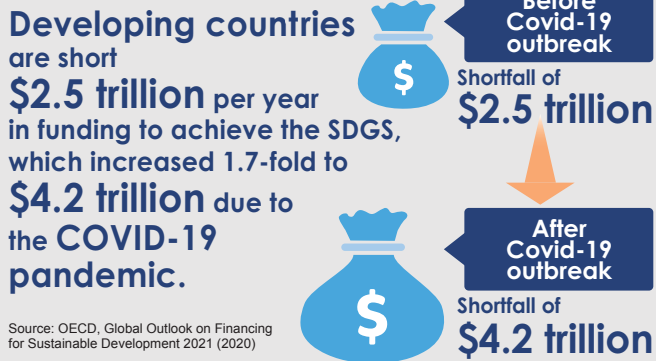 Developing countries
are short
$2.5 trillion per year
in funding to achieve the SDGS,
which increased 1.7-fold to
$4.2 trillion due to
the COVID-19
pandemic.
Source: OECD, Global Outlook on Financing
for Sustainable Development 2021 (2020)
$
Before
Covid-19
outbreak
Shortfall of
$2.5 trillion
$
After
Covid-19
outbreak
Shortfall of
$4.2 trillion